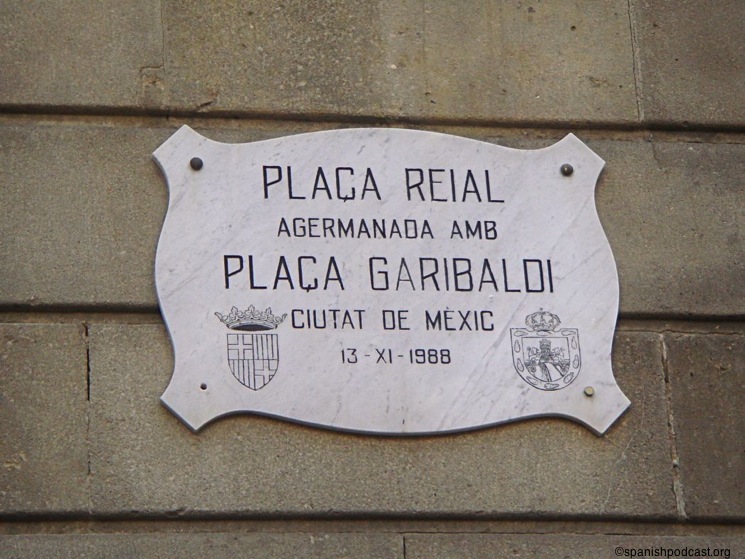 PLAÇA REIAL
AGERMANADA AMB
PLAÇA GARIBALDI
CIUTAT DE MÈXIC
13-XI-1988
©spanishpodcast.org